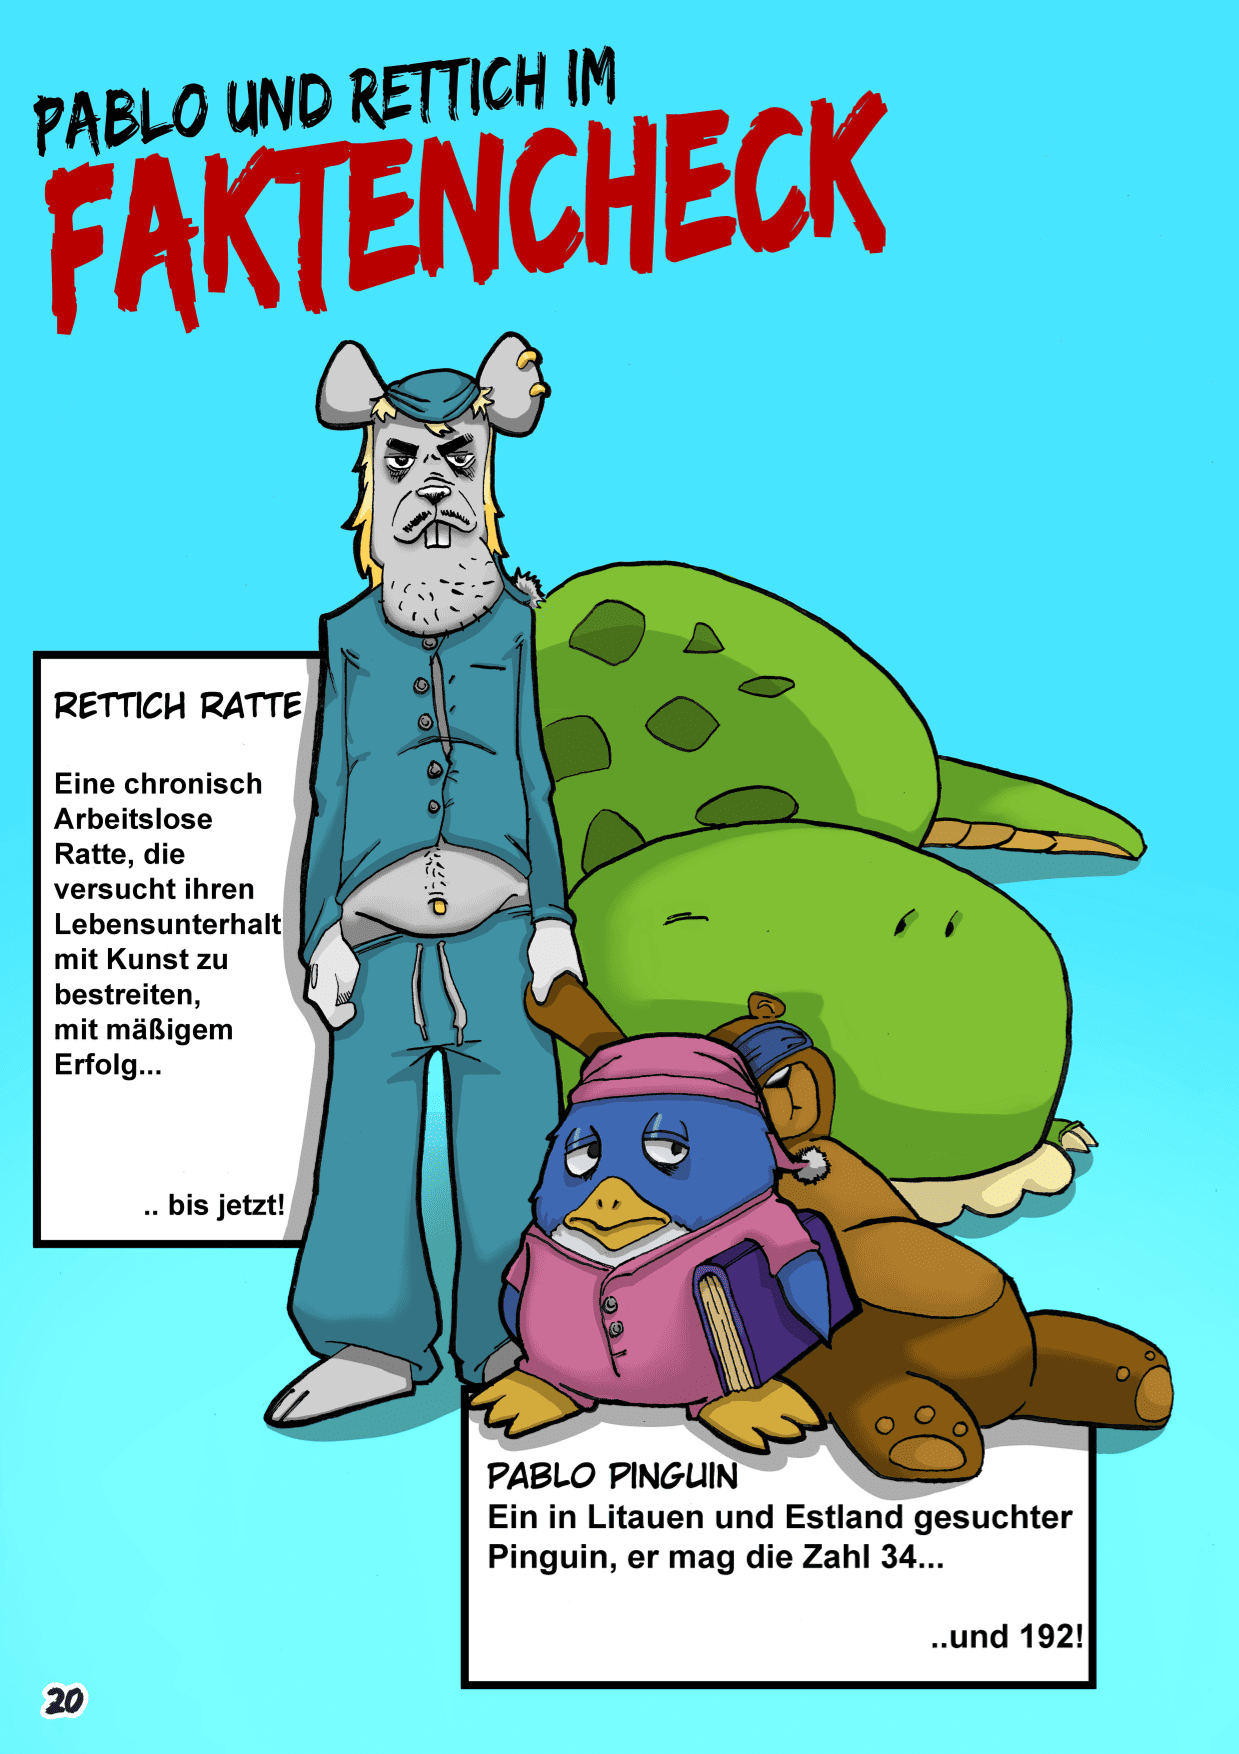 PABLO UND RETTICH IM
FAKTENCHECK
RETTICH RATTE
Eine chronisch
Arbeitslose
Ratte, die
versucht ihren
Lebensunterhalt
mit Kunst zu
bestreiten,
mit mäßigem
Erfolg...
.. bis jetzt!
PABLO PINGUIN
Ein in Litauen und Estland gesuchter
Pinguin, er mag die Zahl 34...
..und 192!
20